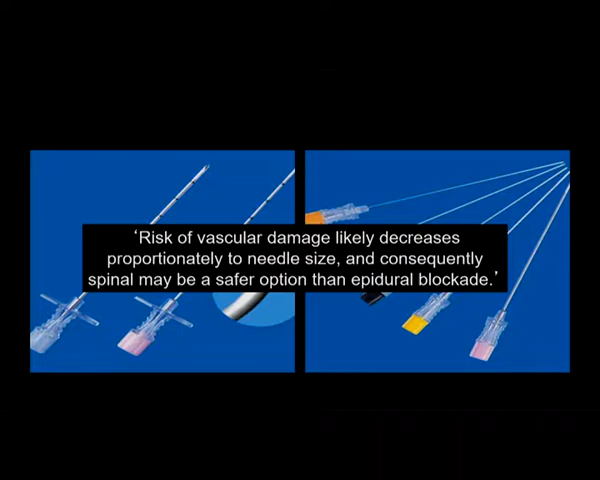 ‘Risk of vascular damage likely decreases
proportionately to needle size, and consequently
spinal may be a safer option than epidural blockade.’